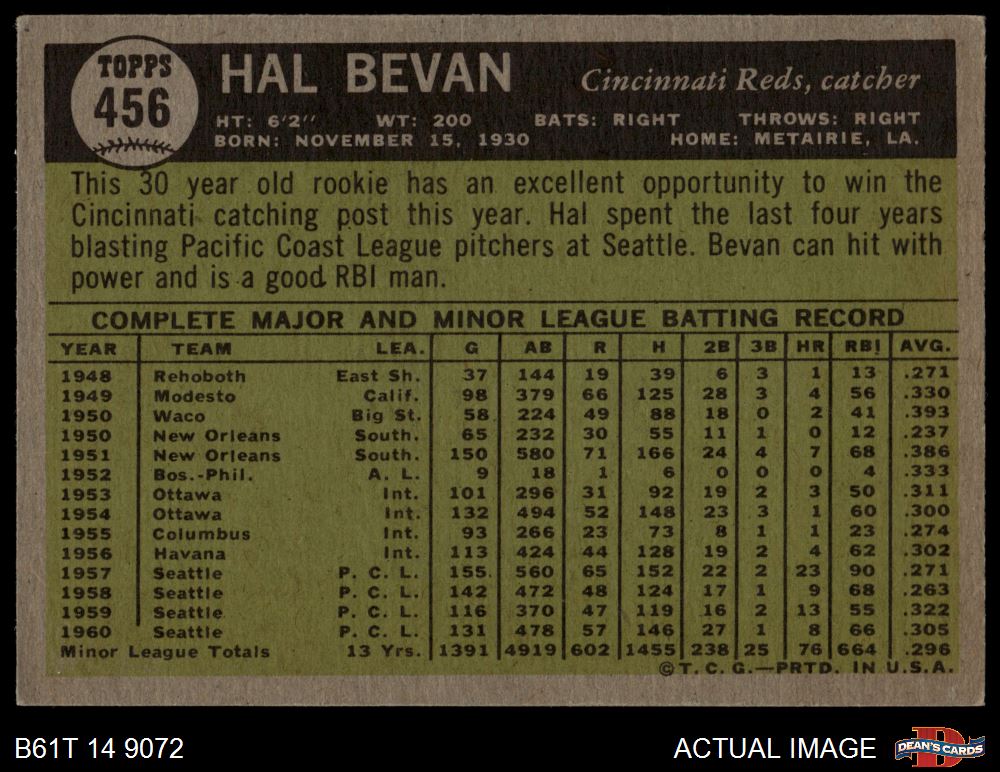 TOPPS
456
HAL BEVAN
Cincinnati Reds, catcher
HT: 6'2" WT: 200 BATS: RIGHT THROWS: RIGHT
BORN: NOVEMBER 15, 1930 HOME: METAIRIE, LA.
This 30 year old rookie has an excellent opportunity to win the
Cincinnati catching post this year. Hal spent the last four years
blasting Pacific Coast League pitchers at Seattle. Bevan can hit with
power and is a good RBI man.
COMPLETE MAJOR AND MINOR LEAGUE BATTING RECORD
YEAR TEAM LEA. G AB R H 2B 3B HR RBI AVG.
1948 Rehoboth East Sh. 37 144 19 39 6 3 1 13 .271
1949 Modesto Calif. 98 379 66 125 28 3 4 56 .330
1950 Waco Big St. 58 224 49 88 18 0 2 41 .393
1950 New Orleans South. 65 232 30 55 11 1 0 12 .237
1951 New Orleans South. 150 580 71 166 24 4 7 68 .386
1952 Bos.-Phil. A. L. 9 18 1 6 0 0 0 4 .333
1953 Ottawa Int. 101 296 31 92 19 2 3 50 .311
1954 Ottawa Int. 132 494 52 148 23 3 1 60 .300
1955 Columbus Int. 93 266 23 73 8 1 1 23 .274
1956 Havana Int. 113 424 44 128 19 2 4 62 .302
1957 Seattle P. C. L. 155 560 65 152 22 2 23 90 .271
1958 Seattle P. C. L. 142 472 48 124 17 1 9 68 .263
1959 Seattle P. C. L. 116 370 47 119 16 2 13 55 .322
1960 Seattle P. C. L. 131 478 57 146 27 1 8 66 .305
Minor League Totals 13 Yrs. 1391 4919 602 1455 238 25 76 664 .296
© T. C. G.—PRTD. IN U.S.A.
B61T 14 9072
ACTUAL IMAGE
D
DEAN'S CARDS